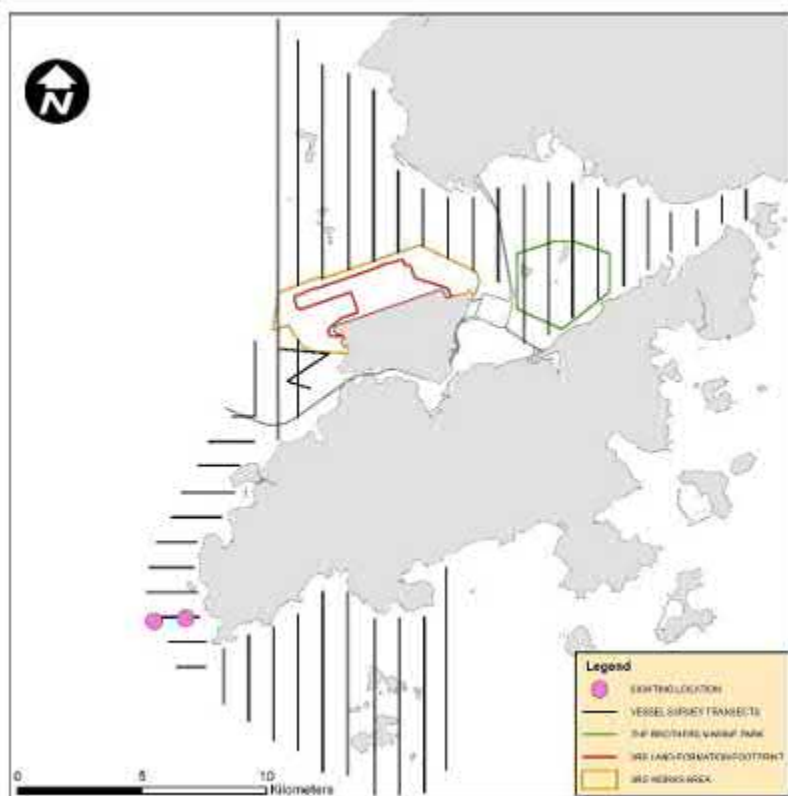 N
Legend
SIGHTING LOCATION
VESSEL SURVEY TRANSECTS
THE BROTHERS MARINE PARK
3RS LAND-FORMATION FOOTPRINT
3RS WORKS AREA
0 5 10
Kilometers